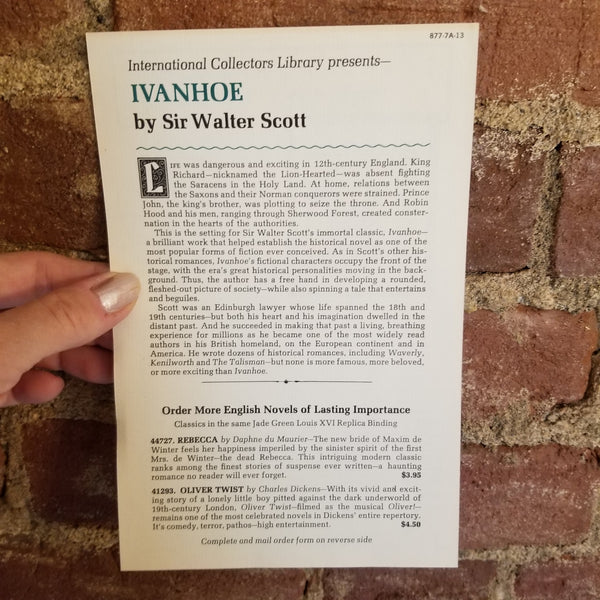 877-7A-13
International Collectors Library presents—
IVANHOE
by Sir Walter Scott
LIFE was dangerous and exciting in 12th-century England. King
Richard—nicknamed the Lion-Hearted—was absent fighting
the Saracens in the Holy Land. At home, relations between
the Saxons and their Norman conquerors were strained. Prince
John, the king's brother, was plotting to seize the throne. And Robin
Hood and his men, ranging through Sherwood Forest, created conster-
nation in the hearts of the authorities.
This is the setting for Sir Walter Scott's immortal classic, Ivanhoe—
a brilliant work that helped establish the historical novel as one of the
most popular forms of fiction ever conceived. As in Scott's other his-
torical romances, Ivanhoe's fictional characters occupy the front of the
stage, with the era's great historical personalities moving in the back-
ground. Thus, the author has a free hand in developing a rounded,
fleshed-out picture of society—while also spinning a tale that entertains
and beguiles.
Scott was an Edinburgh lawyer whose life spanned the 18th and
19th centuries—but both his heart and his imagination dwelled in the
distant past. And he succeeded in making that past a living, breathing
experience for millions as he became one of the most widely read
authors in his British homeland, on the European continent and in
America. He wrote dozens of historical romances, including Waverly,
Kenilworth and The Talisman—but none is more famous, more beloved,
or more exciting than Ivanhoe.
Order More English Novels of Lasting Importance
Classics in the same Jade Green Louis XVI Replica Binding
44727. REBECCA by Daphne du Maurier—The new bride of Maxim de
Winter feels her happiness imperiled by the sinister spirit of the first
Mrs. de Winter—the dead Rebecca. This intriguing modern classic
ranks among the finest stories of suspense ever written—a haunting
romance no reader will ever forget. $3.95
41293. OLIVER TWIST by Charles Dickens—With its vivid and excit-
ing story of a lonely little boy pitted against the dark underworld of
19th-century London, Oliver Twist—filmed as the musical Oliver!—
remains one of the most celebrated novels in Dickens' entire repertory.
It's comedy, terror, pathos—high entertainment. $4.50
Complete and mail order form on reverse side